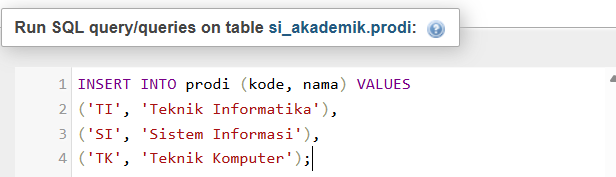 Run SQL query/queries on table si_akademik.prodi:
1 INSERT INTO prodi (kode, nama) VALUES
2 ('TI', 'Teknik Informatika'),
3 ('SI', 'Sistem Informasi'),
4 ('TK', 'Teknik Komputer');